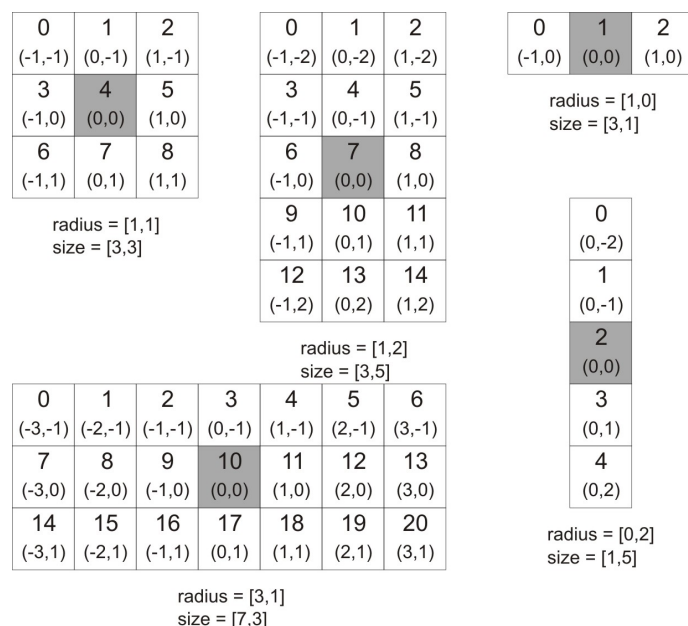 0 1 2
(-1,-1) (0,-1) (1,-1)
3 4 5
(-1,0) (0,0) (1,0)
6 7 8
(-1,1) (0,1) (1,1)
radius = [1,1]
size = [3,3]
0 1 2
(-1,-2) (0,-2) (1,-2)
3 4 5
(-1,-1) (0,-1) (1,-1)
6 7 8
(-1,0) (0,0) (1,0)
9 10 11
(-1,1) (0,1) (1,1)
12 13 14
(-1,2) (0,2) (1,2)
radius = [1,2]
size = [3,5]
0 1 2
(-1,0) (0,0) (1,0)
radius = [1,0]
size = [3,1]
0
(0,-2)
1
(0,-1)
2
(0,0)
3
(0,1)
4
(0,2)
radius = [0,2]
size = [1,5]
0 1 2 3 4 5 6
(-3,-1) (-2,-1) (-1,-1) (0,-1) (1,-1) (2,-1) (3,-1)
7 8 9 10 11 12 13
(-3,0) (-2,0) (-1,0) (0,0) (1,0) (2,0) (3,0)
14 15 16 17 18 19 20
(-3,1) (-2,1) (-1,1) (0,1) (1,1) (2,1) (3,1)
radius = [3,1]
size = [7,3]